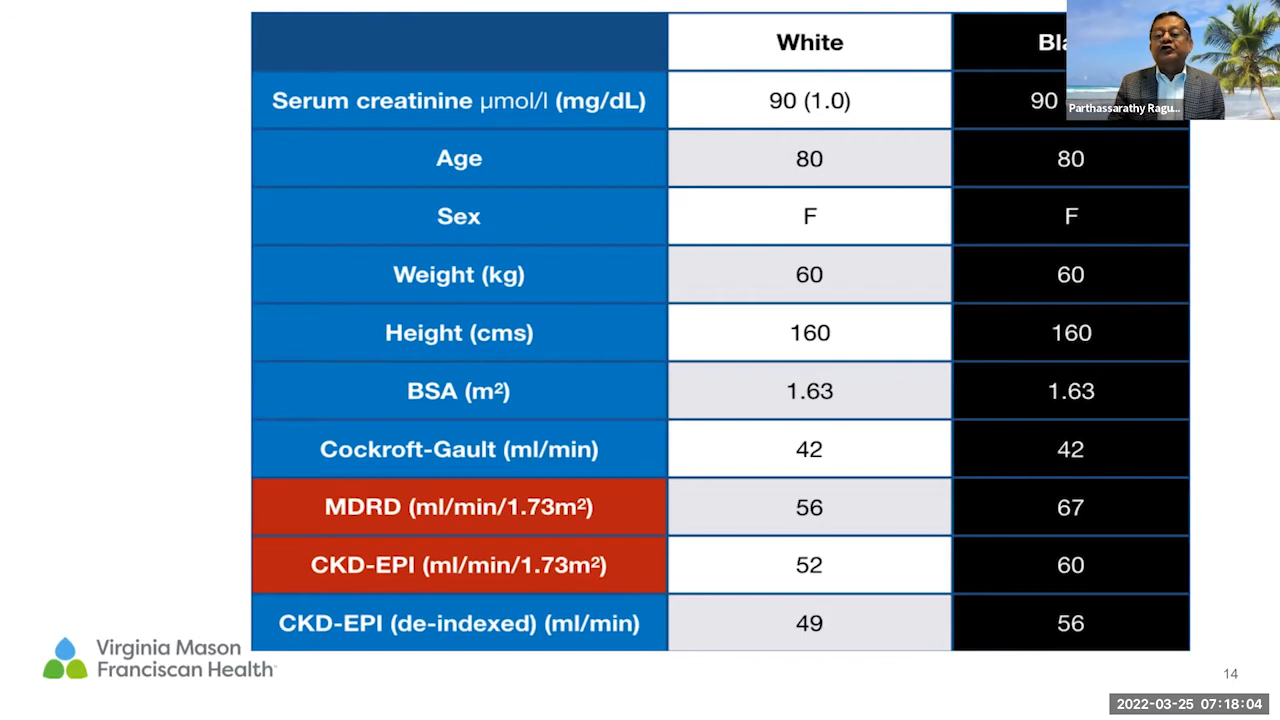 White
Serum creatinine µmol/l (mg/dL) 90 (1.0) 90
Age 80 80
Sex F F
Weight (kg) 60 60
Height (cms) 160 160
BSA (m²) 1.63 1.63
Cockroft-Gault (ml/min) 42 42
MDRD (ml/min/1.73m²) 56 67
CKD-EPI (ml/min/1.73m²) 52 60
CKD-EPI (de-indexed) (ml/min) 49 56
Parthassarathy Ragu...
Virginia Mason
Franciscan Health
14
2022-03-25 07:18:04